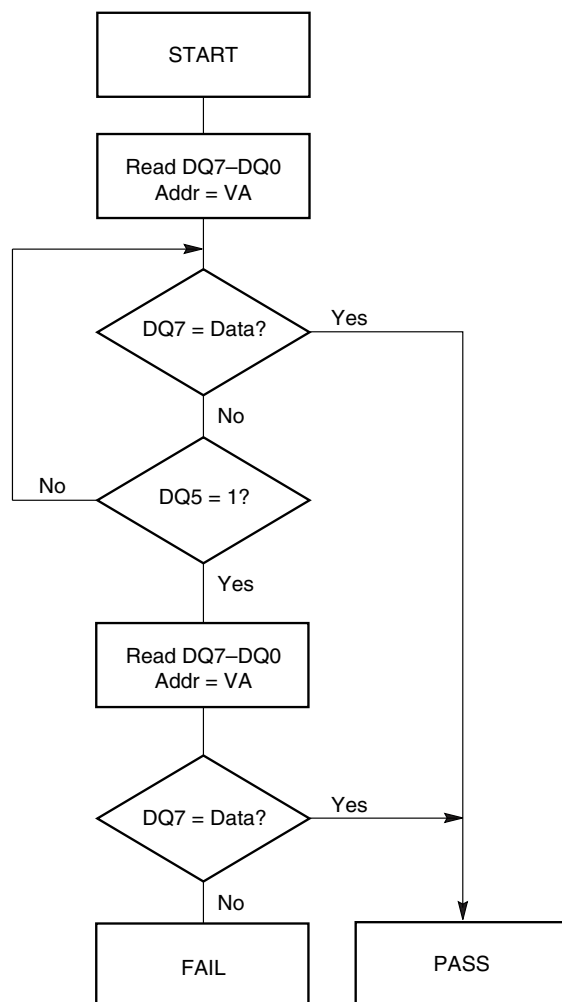 START
Read DQ7–DQ0
Addr = VA
DQ7 = Data?
Yes
No
No
DQ5 = 1?
Yes
Read DQ7–DQ0
Addr = VA
DQ7 = Data?
Yes
No
FAIL
PASS